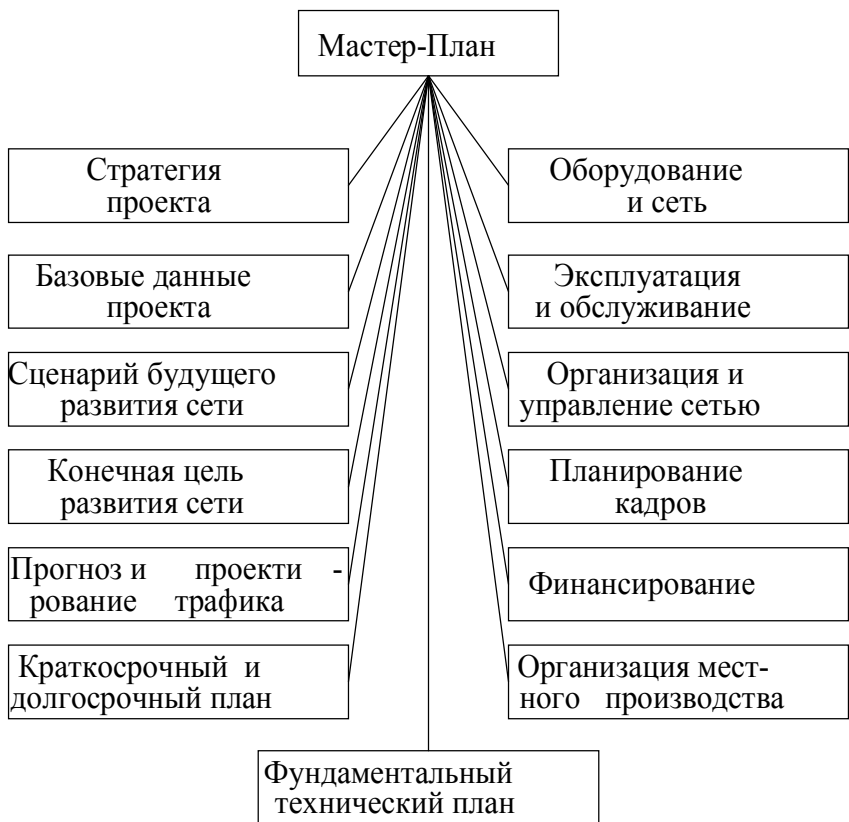 Мастер-План
Стратегия
проекта
Базовые данные
проекта
Сценарий будущего
развития сети
Конечная цель
развития сети
Прогноз и проекти -
рование трафика
Краткосрочный и
долгосрочный план
Оборудование
и сеть
Эксплуатация
и обслуживание
Организация и
управление сетью
Планирование
кадров
Финансирование
Организация мест-
ного производства
Фундаментальный
технический план